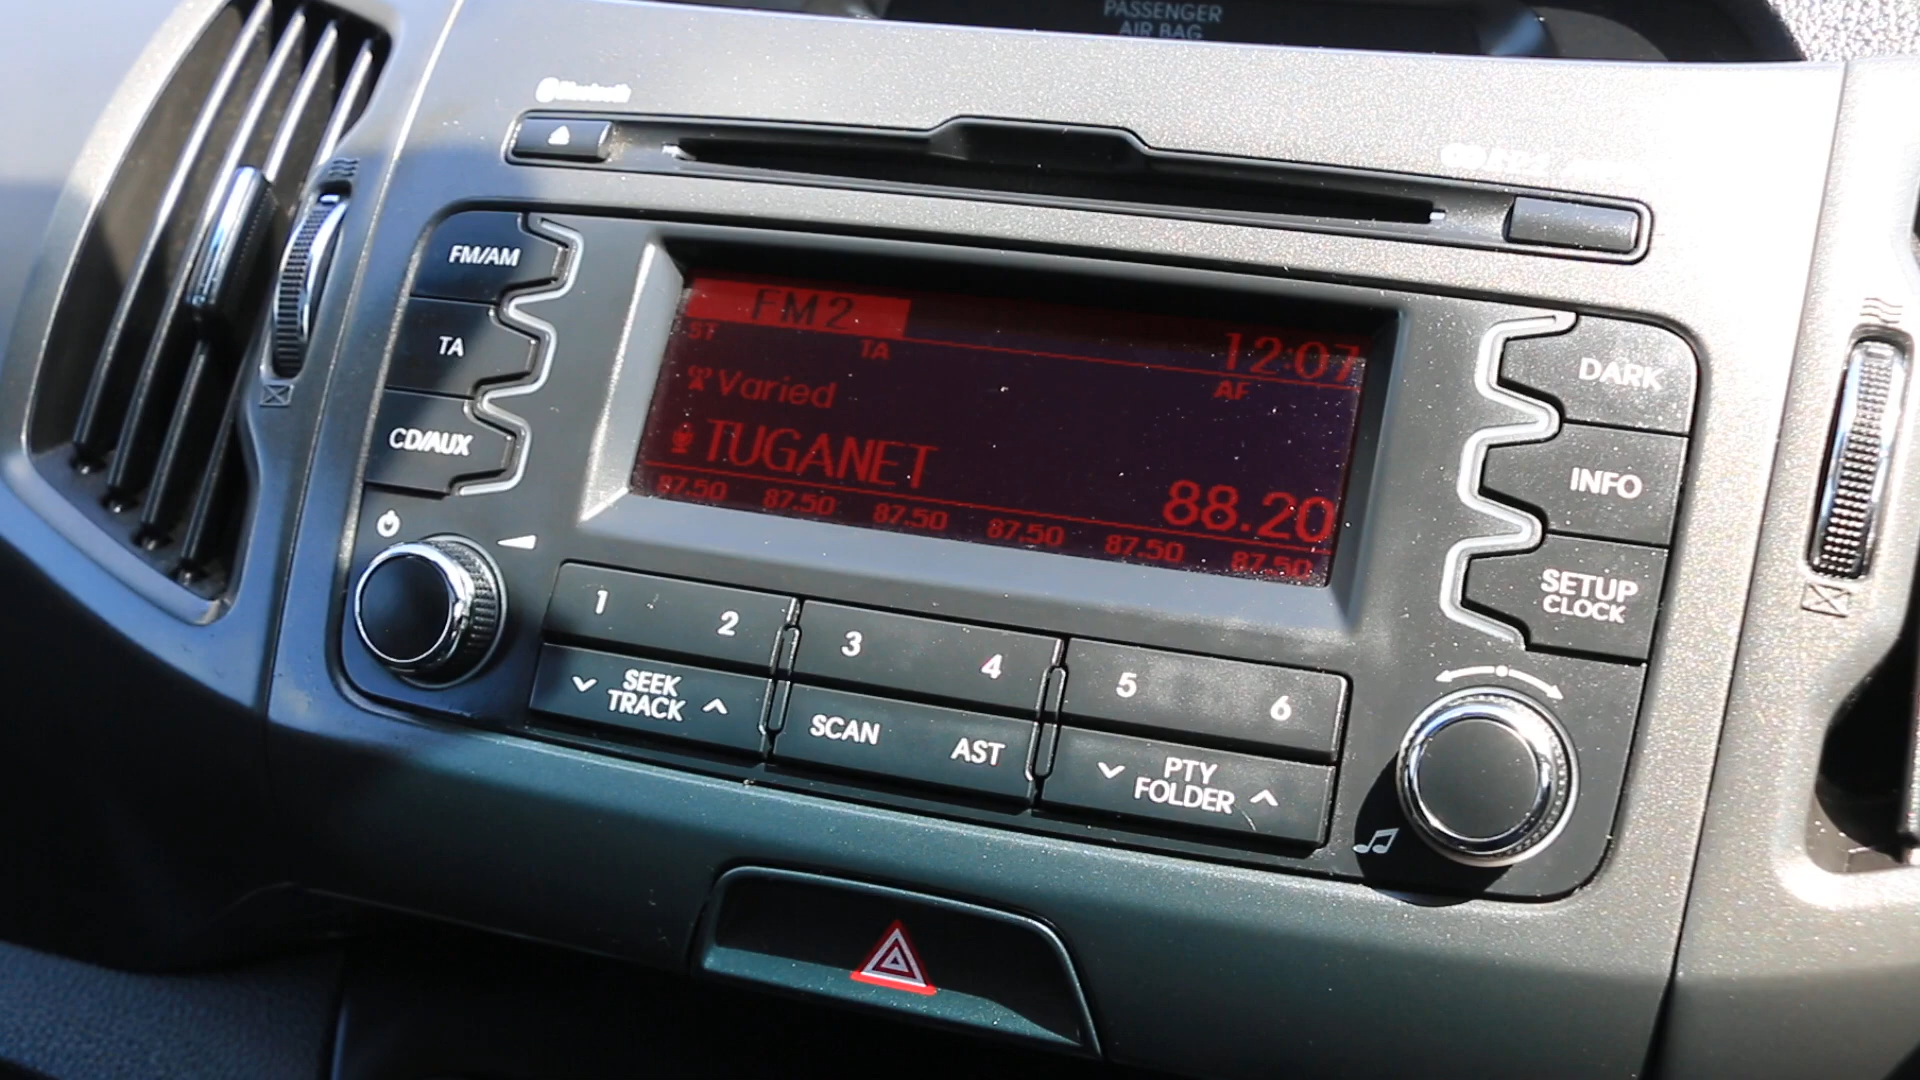 PASSENGER
AIR BAG
Bluetooth
FM/AM
TA
CD/AUX
FM2
12:07
ST
TA
AF
Varied
TUGANET
88.20
87.50 87.50 87.50 87.50 87.50 87.50
DARK
INFO
SETUP
CLOCK
1 2 3 4 5 6
SEEK
TRACK
SCAN AST
PTY
FOLDER